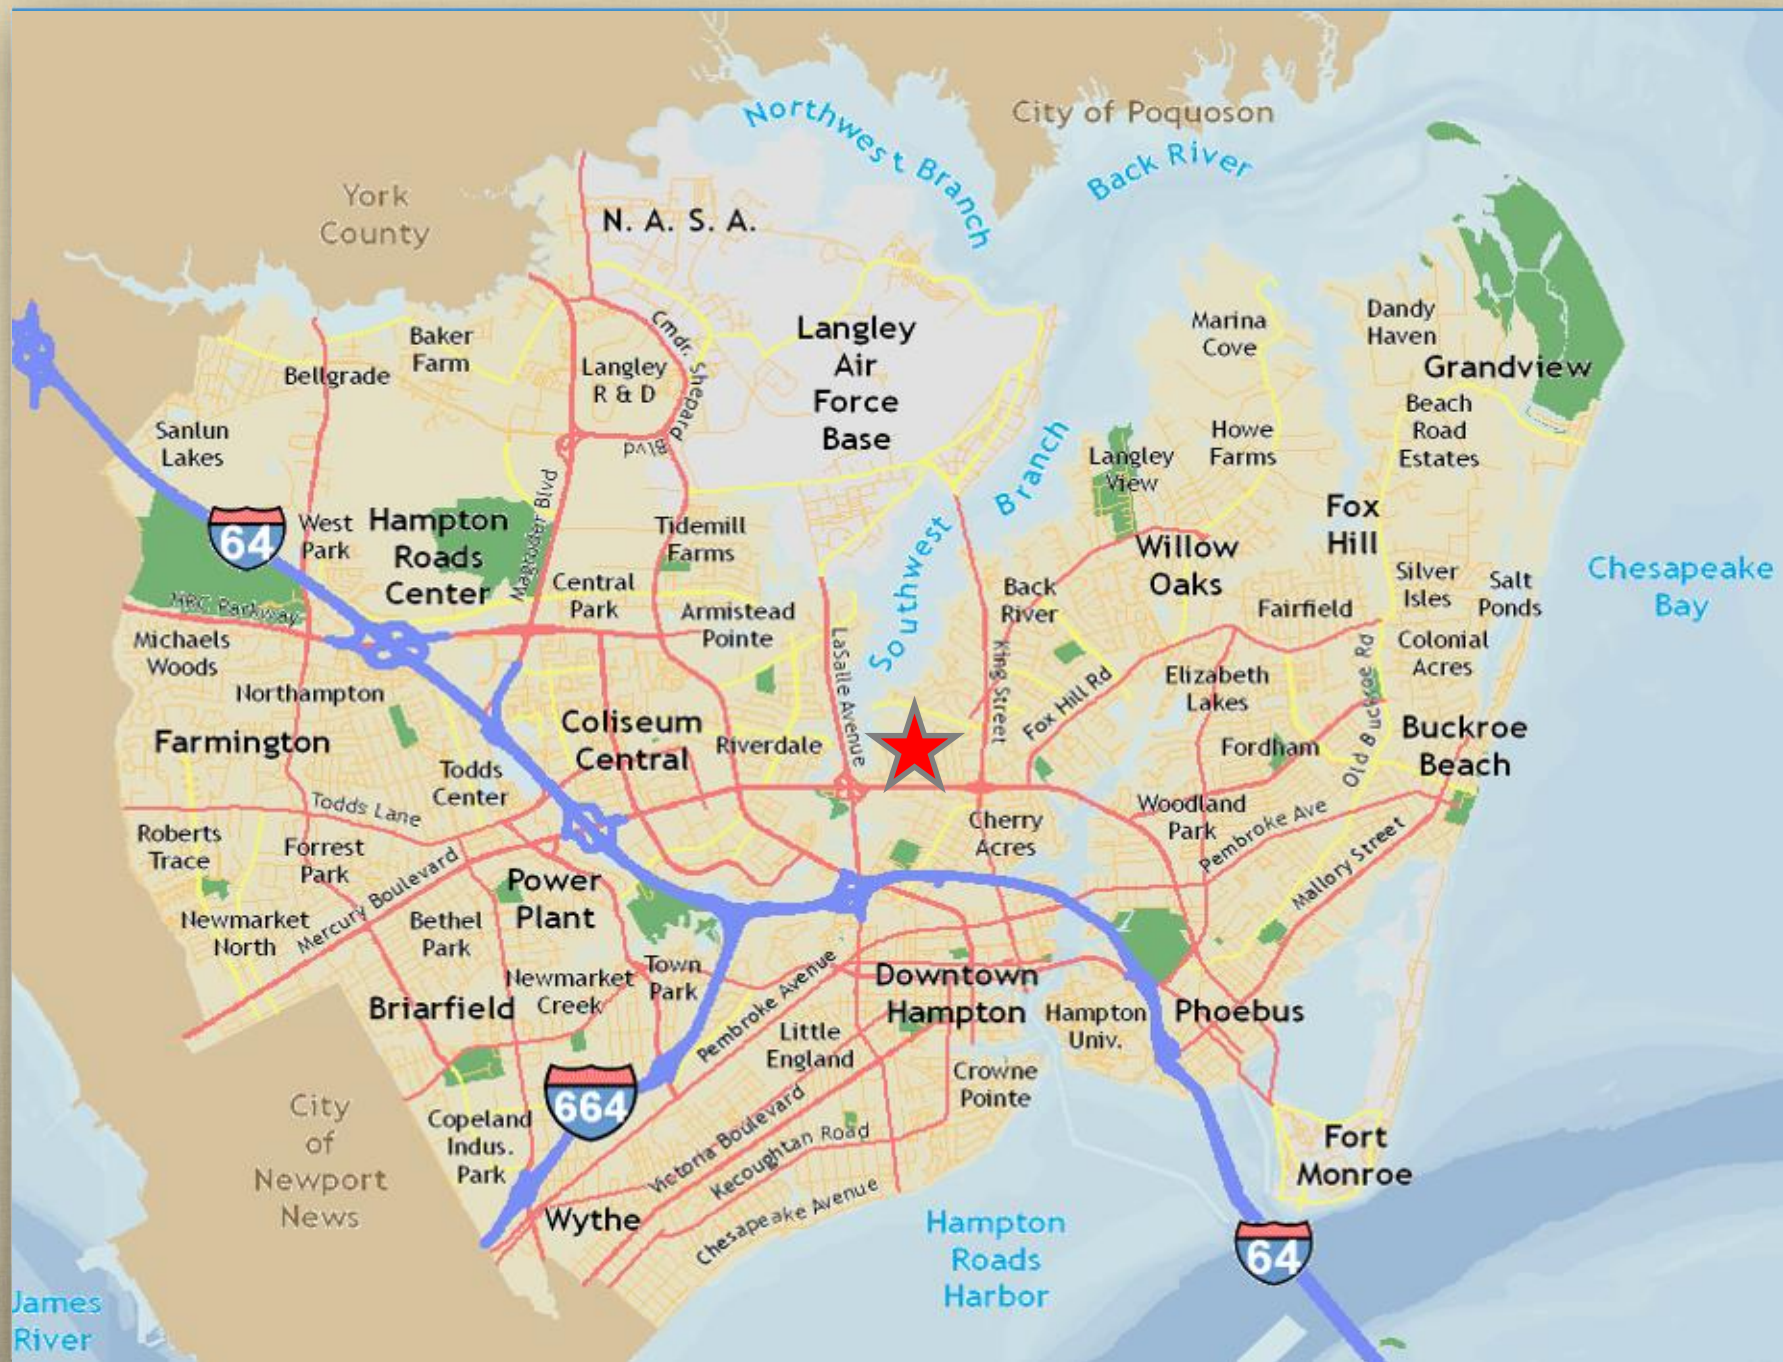 City of Poquoson
Northwest Branch
Back River
York
County
N. A. S. A.
Cmdr. Shepard
Blvd
Langley
Air
Force
Base
Marina
Cove
Dandy
Haven
Grandview
Baker
Farm
Bellgrade
Langley
R & D
Beach
Road
Estates
Sanlun
Lakes
Howe
Farms
Langley
View
Southwest
Branch
64
West
Park
Hampton
Roads
Center
Magruder Blvd
Tidemill
Farms
Fox
Hill
Willow
Oaks
Chesapeake
Bay
Silver
Isles
Salt
Ponds
Back
River
Fairfield
Central
Park
Armistead
Pointe
HRC Parkway
Michaels
Woods
Colonial
Acres
Northampton
LaSalle Avenue
King Street
Fox Hill Rd
Elizabeth
Lakes
Old Buckroe Rd
Farmington
Coliseum
Central
Riverdale
Fordham
Buckroe
Beach
Todds
Center
Todds Lane
Woodland
Park
Pembroke Ave
Roberts
Trace
Forrest
Park
Cherry
Acres
Mallory Street
Mercury Boulevard
Power
Plant
Newmarket
North
Bethel
Park
Newmarket
Creek
Town
Park
Downtown
Hampton
Briarfield
Pembroke Avenue
Hampton
Univ.
Phoebus
Little
England
Crowne
Pointe
664
City
of
Newport
News
Copeland
Indus.
Park
Victoria Boulevard
Kecoughtan Road
Chesapeake Avenue
Fort
Monroe
Wythe
Hampton
Roads
Harbor
64
James
River